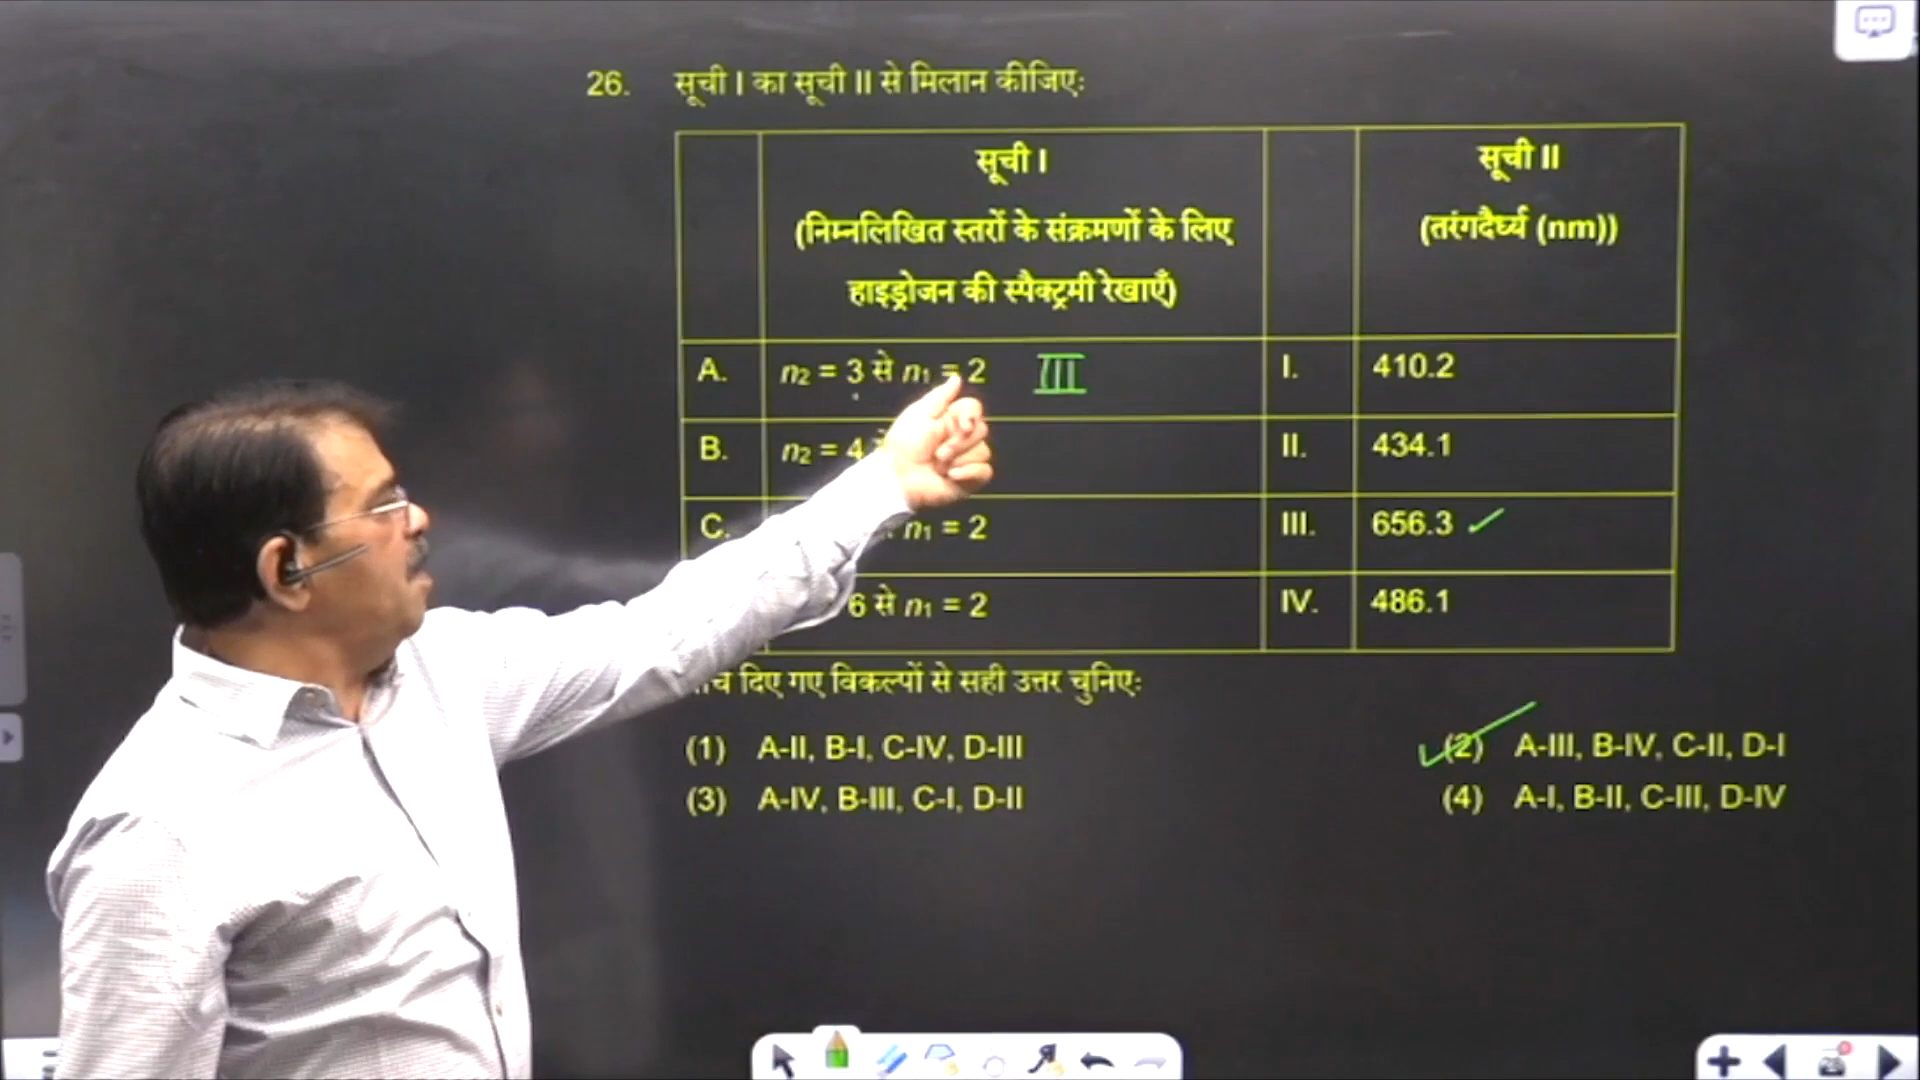 26. सूची I का सूची II से मिलान कीजिए:
सूची I
(निम्नलिखित स्तरों के संक्रमणों के लिए
हाइड्रोजन की स्पैक्ट्रमी रेखाएँ)
सूची II
(तरंगदैर्घ्य (nm))
A. n₂ = 3 से n₁ = 2 III I. 410.2
B. n₂ = 4 II. 434.1
C. n₁ = 2 III. 656.3 ✓
6 से n₁ = 2 IV. 486.1
दिए गए विकल्पों से सही उत्तर चुनिए:
(1) A-II, B-I, C-IV, D-III
(2) A-III, B-IV, C-II, D-I
(3) A-IV, B-III, C-I, D-II
(4) A-I, B-II, C-III, D-IV